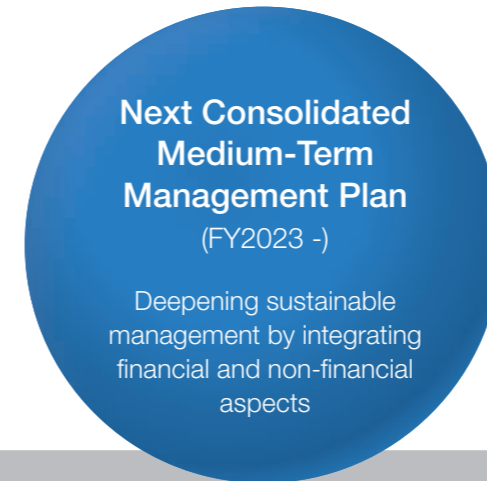 Next Consolidated
Medium-Term
Management Plan
(FY2023 -)
Deepening sustainable
management by integrating
financial and non-financial
aspects